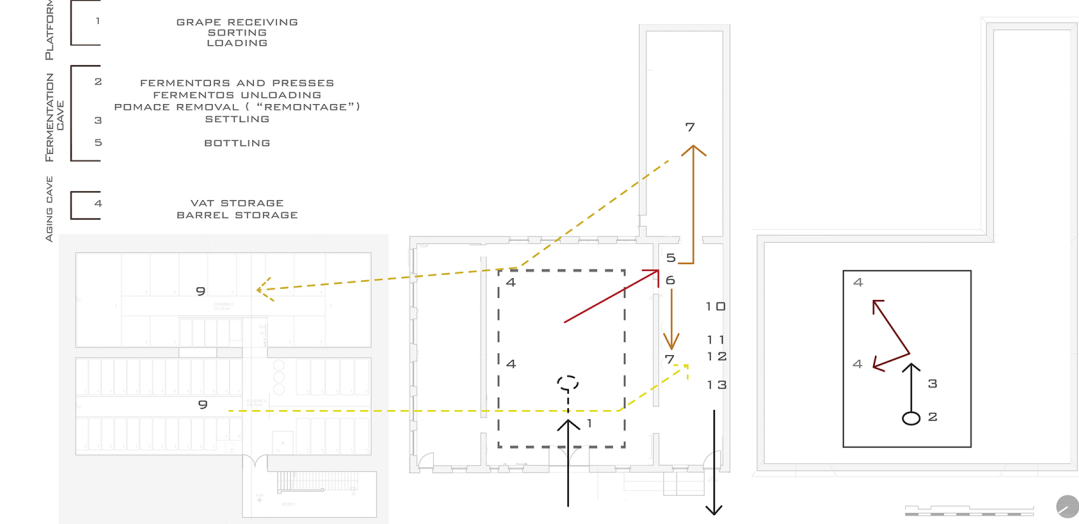 PLATFORM
1
GRAPE RECEIVING
SORTING
LOADING
FERMENTATION
CAVE
2
FERMENTORS AND PRESSES
FERMENTOS UNLOADING
POMACE REMOVAL ( “REMONTAGE”)
3
SETTLING
5
BOTTLING
AGING CAVE
4
VAT STORAGE
BARREL STORAGE
7
5
4
6
9
10
11
4
7
12
13
9
1
4
4
3
2